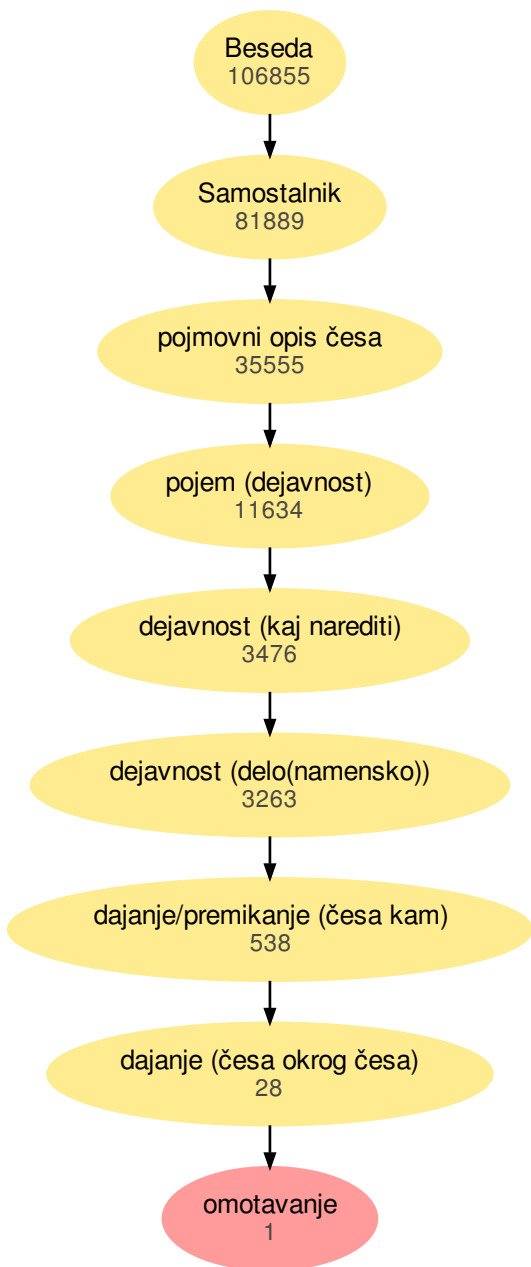 Beseda
106855
Samostalnik
81889
pojmovni opis česa
35555
pojem (dejavnost)
11634
dejavnost (kaj narediti)
3476
dejavnost (delo(namensko))
3263
dajanje/premikanje (česa kam)
538
dajanje (česa okrog česa)
28
omotavanje
1